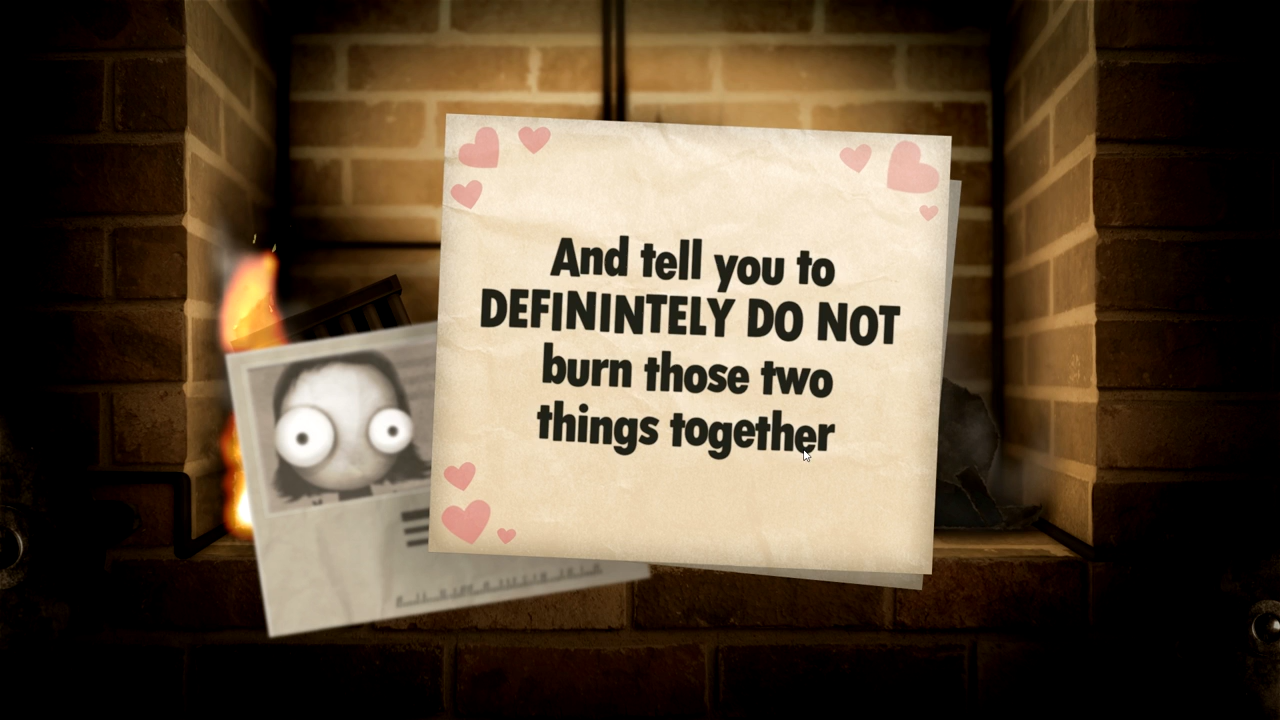 And tell you to
DEFININTELY DO NOT
burn those two
things together